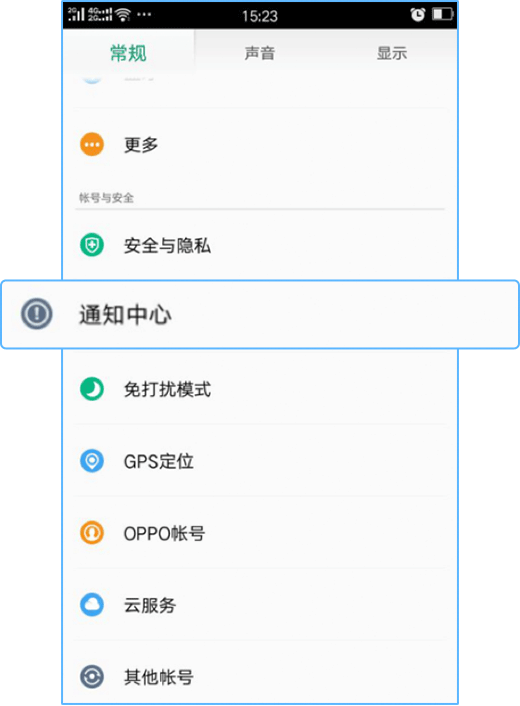 2G 4G 2G 15:23
常规 声音 显示
更多
帐号与安全
安全与隐私
通知中心
免打扰模式
GPS定位
OPPO帐号
云服务
其他帐号